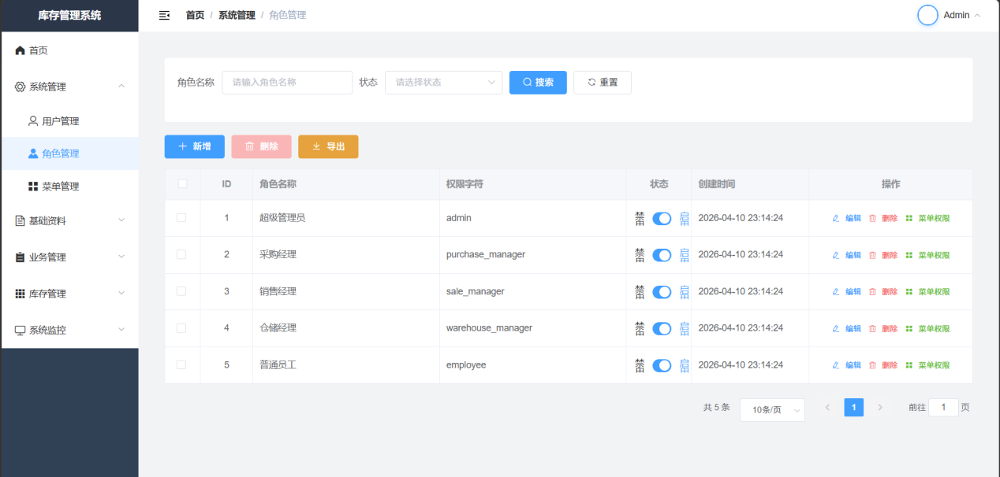 库存管理系统
首页 / 系统管理 / 角色管理
Admin
首页
系统管理
用户管理
角色管理
菜单管理
基础资料
业务管理
库存管理
系统监控
角色名称 请输入角色名称 状态 请选择状态 搜索 重置
新增 删除 导出
ID 角色名称 权限字符 状态 创建时间 操作
1 超级管理员 admin 禁用 启用 2026-04-10 23:14:24 编辑 删除 菜单权限
2 采购经理 purchase_manager 禁用 启用 2026-04-10 23:14:24 编辑 删除 菜单权限
3 销售经理 sale_manager 禁用 启用 2026-04-10 23:14:24 编辑 删除 菜单权限
4 仓储经理 warehouse_manager 禁用 启用 2026-04-10 23:14:24 编辑 删除 菜单权限
5 普通员工 employee 禁用 启用 2026-04-10 23:14:24 编辑 删除 菜单权限
共 5 条 10条/页 1 前往 1 页